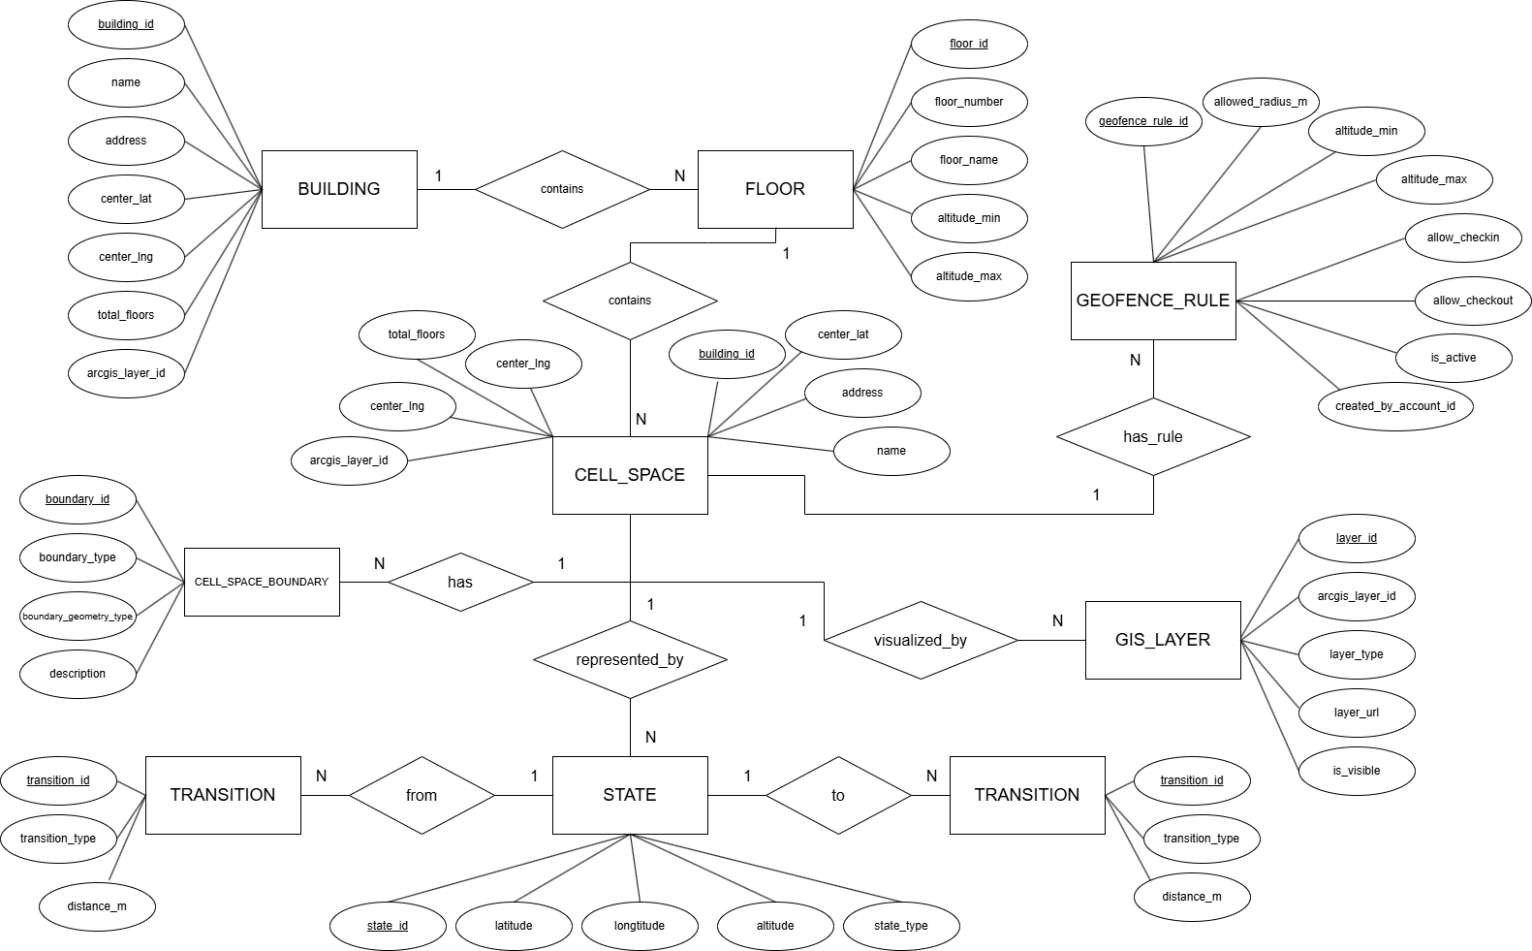 building_id
name
address
center_lat
center_lng
total_floors
arcgis_layer_id
BUILDING
1
contains
N
FLOOR
floor_id
floor_number
floor_name
altitude_min
altitude_max
1
contains
N
geofence_rule_id
allowed_radius_m
altitude_min
altitude_max
allow_checkin
allow_checkout
is_active
created_by_account_id
GEOFENCE_RULE
N
has_rule
1
total_floors
center_lng
center_lng
arcgis_layer_id
building_id
center_lat
address
name
CELL_SPACE
boundary_id
boundary_type
boundary_geometry_type
description
CELL_SPACE_BOUNDARY
N
has
1
1
represented_by
N
1
visualized_by
N
GIS_LAYER
layer_id
arcgis_layer_id
layer_type
layer_url
is_visible
transition_id
transition_type
distance_m
TRANSITION
N
from
1
STATE
1
to
N
TRANSITION
transition_id
transition_type
distance_m
state_id
latitude
longtitude
altitude
state_type